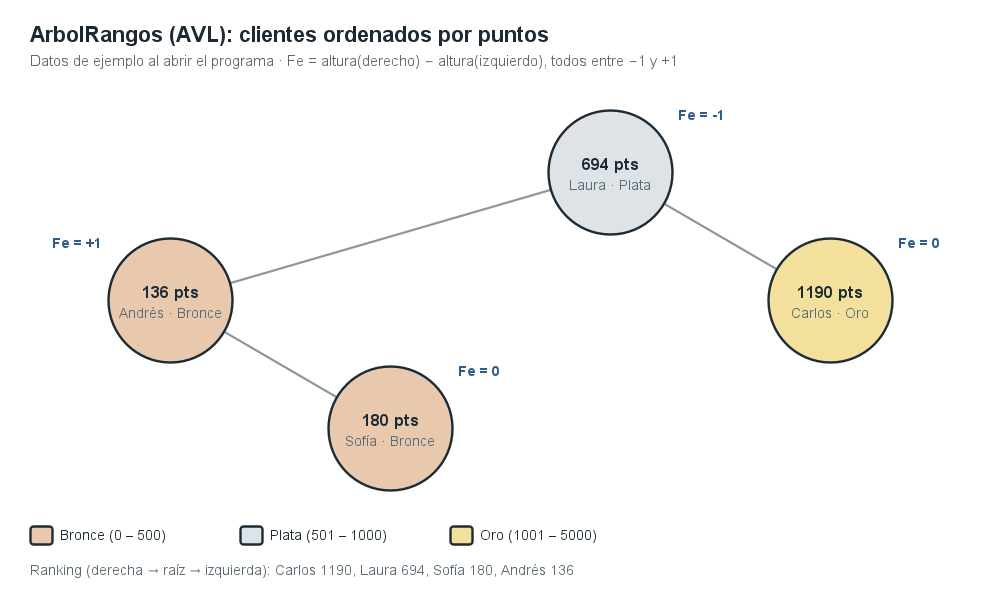 ArbolRangos (AVL): clientes ordenados por puntos
Datos de ejemplo al abrir el programa · Fe = altura(derecho) − altura(izquierdo), todos entre −1 y +1
Fe = -1
694 pts
Laura · Plata
Fe = +1
136 pts
Andrés · Bronce
Fe = 0
1190 pts
Carlos · Oro
Fe = 0
180 pts
Sofía · Bronce
Bronce (0 – 500)
Plata (501 – 1000)
Oro (1001 – 5000)
Ranking (derecha → raíz → izquierda): Carlos 1190, Laura 694, Sofía 180, Andrés 136